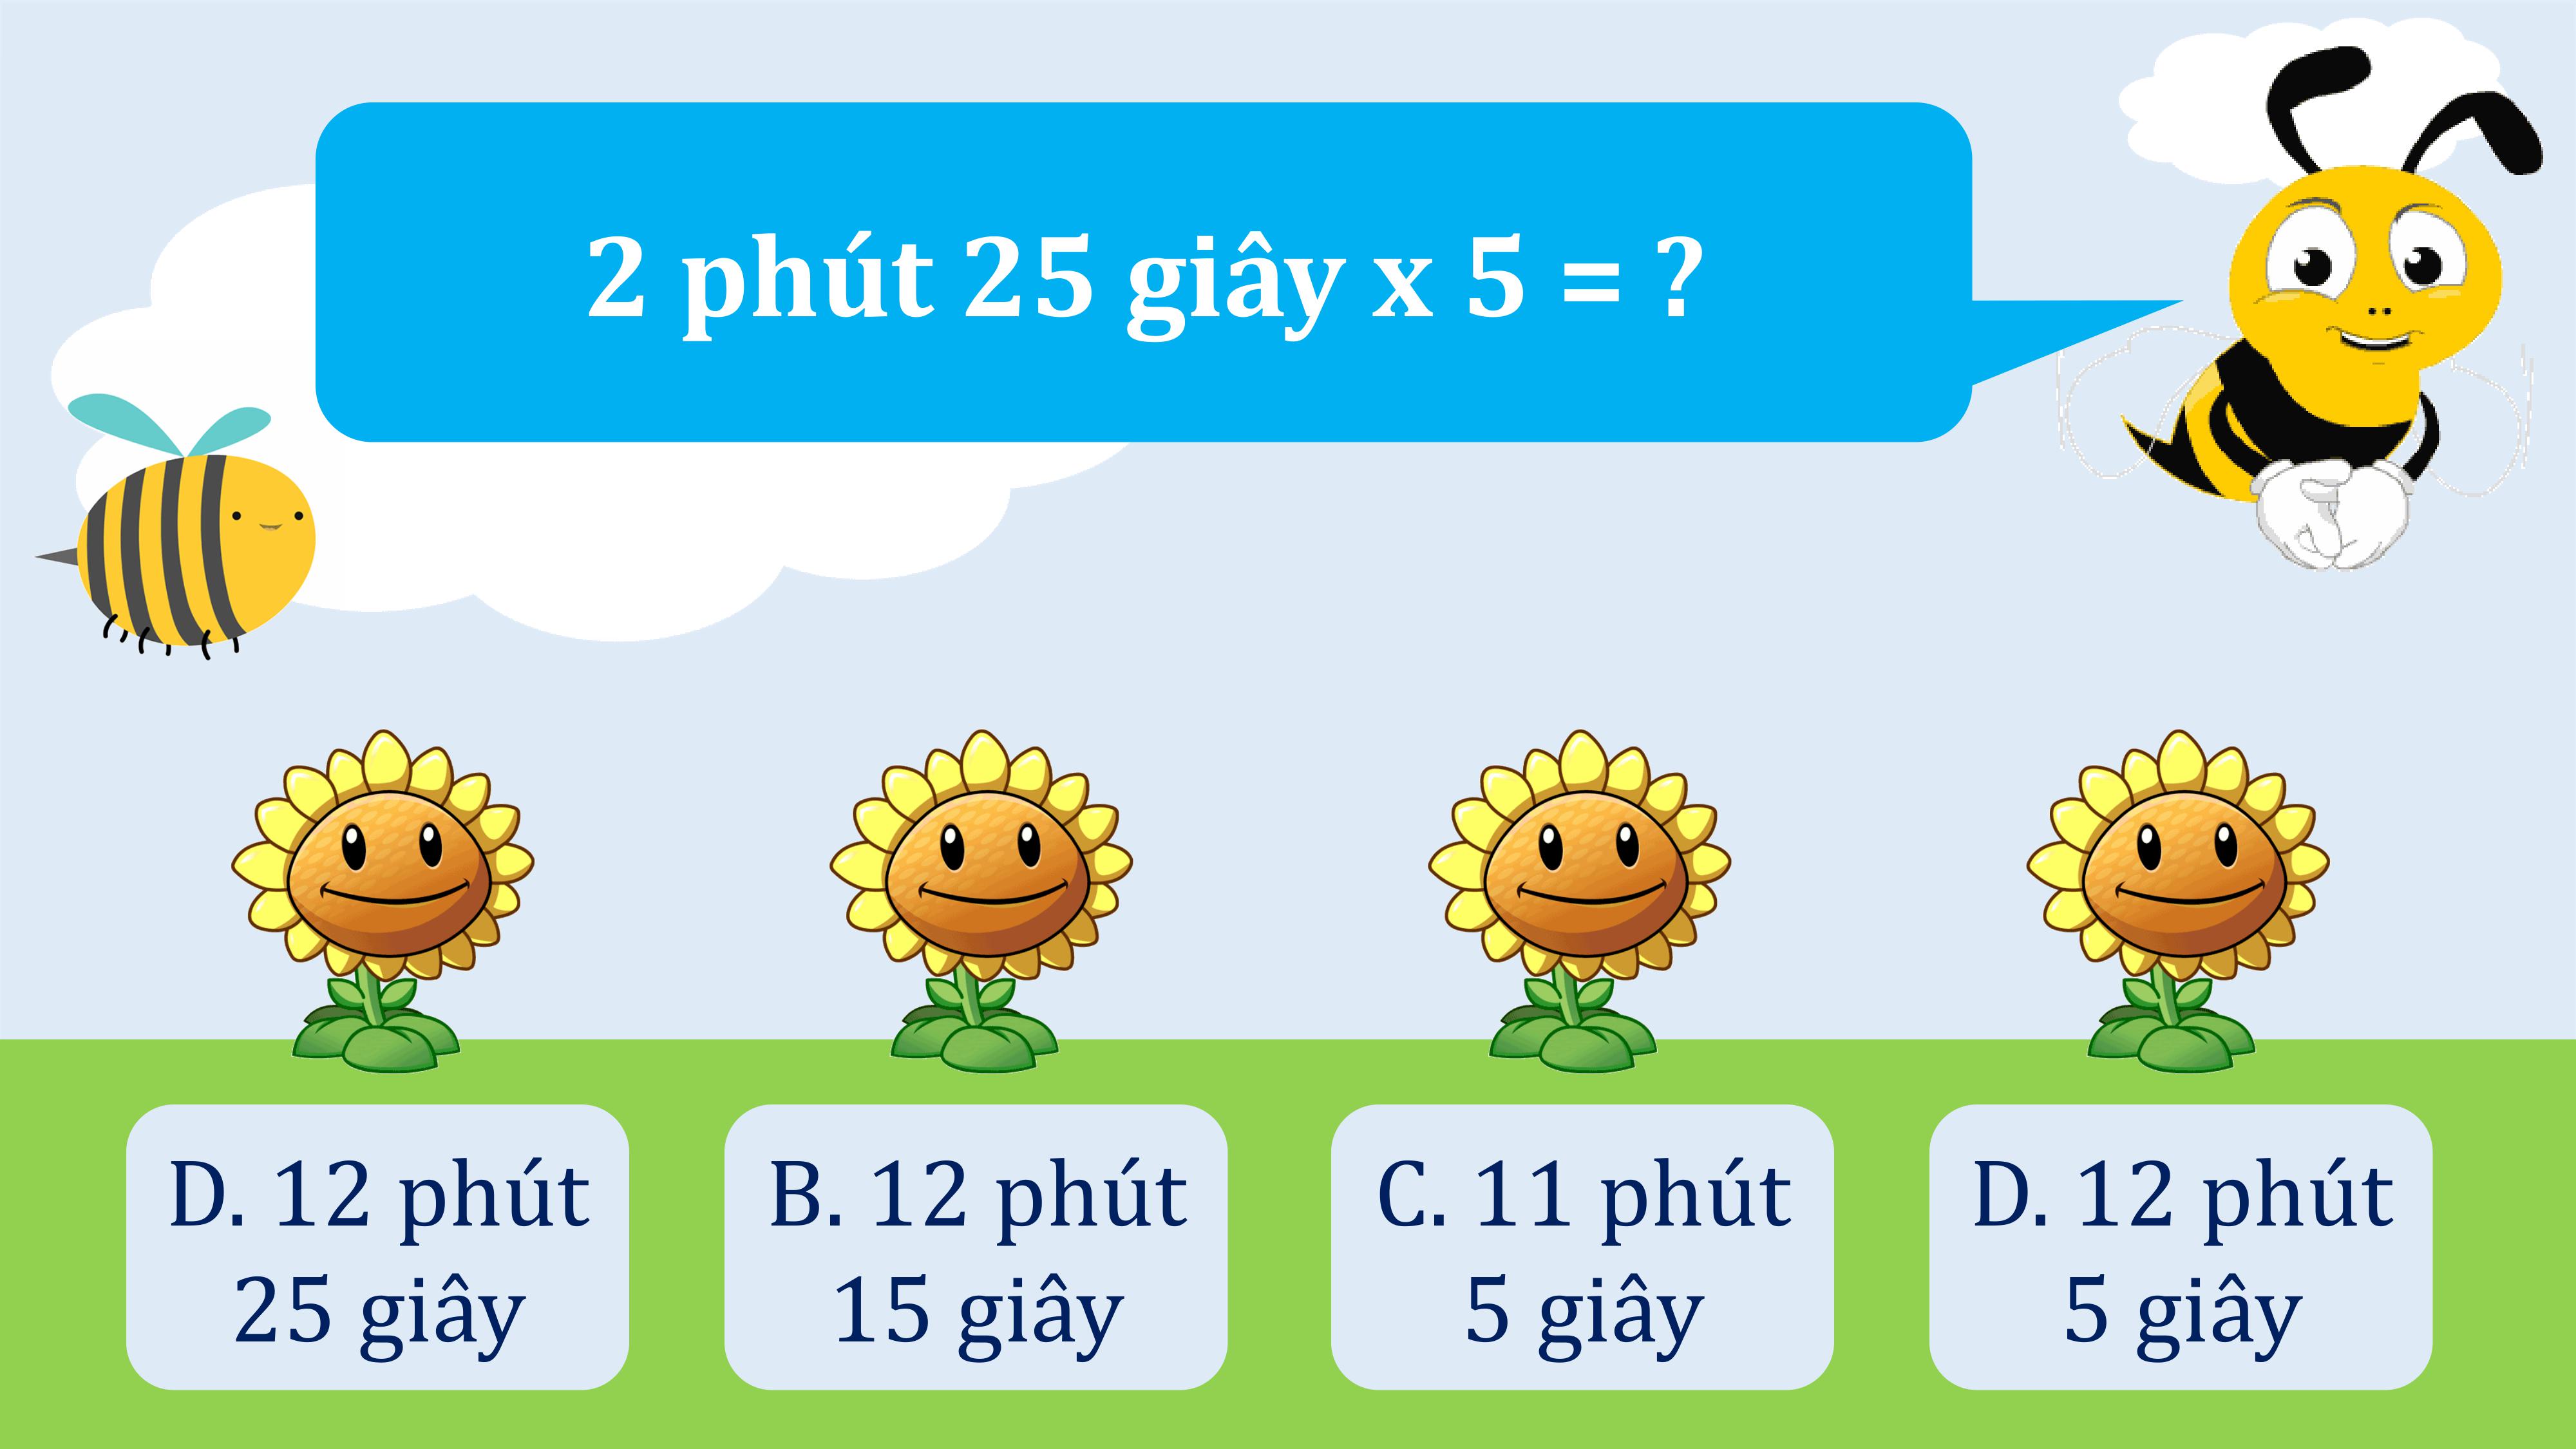 2 phút 25 giây x 5 = ?
D. 12 phút
25 giây
B. 12 phút
15 giây
C. 11 phút
5 giây
D. 12 phút
5 giây